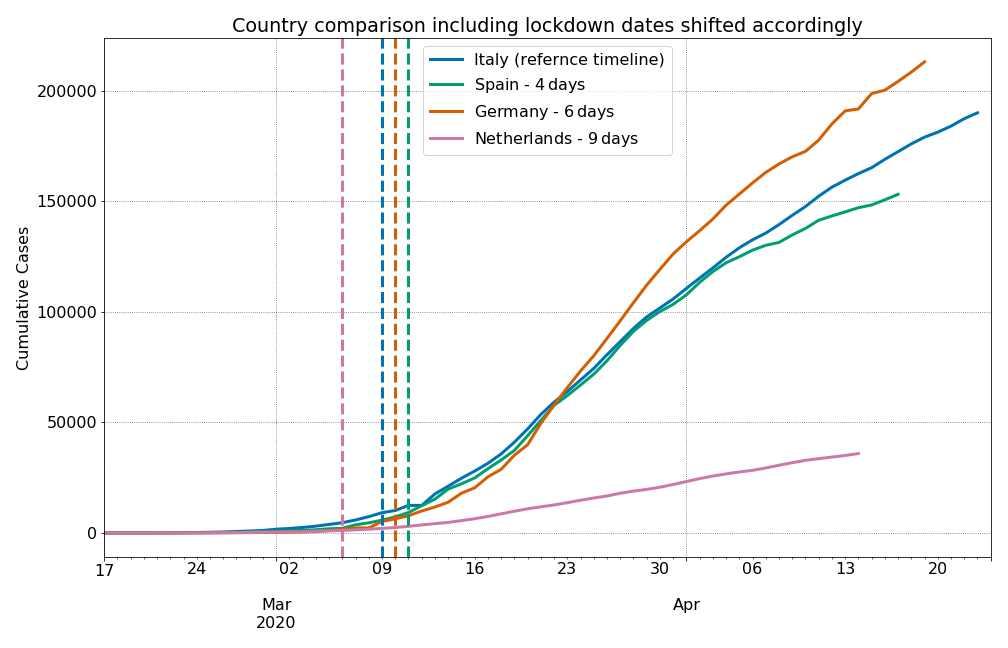 Country comparison including lockdown dates shifted accordingly
Italy (refernce timeline)
Spain - 4 days
Germany - 6 days
Netherlands - 9 days
Cumulative Cases
200000
150000
100000
50000
0
17 24 02 09 16 23 30 06 13 20
Mar Apr
2020